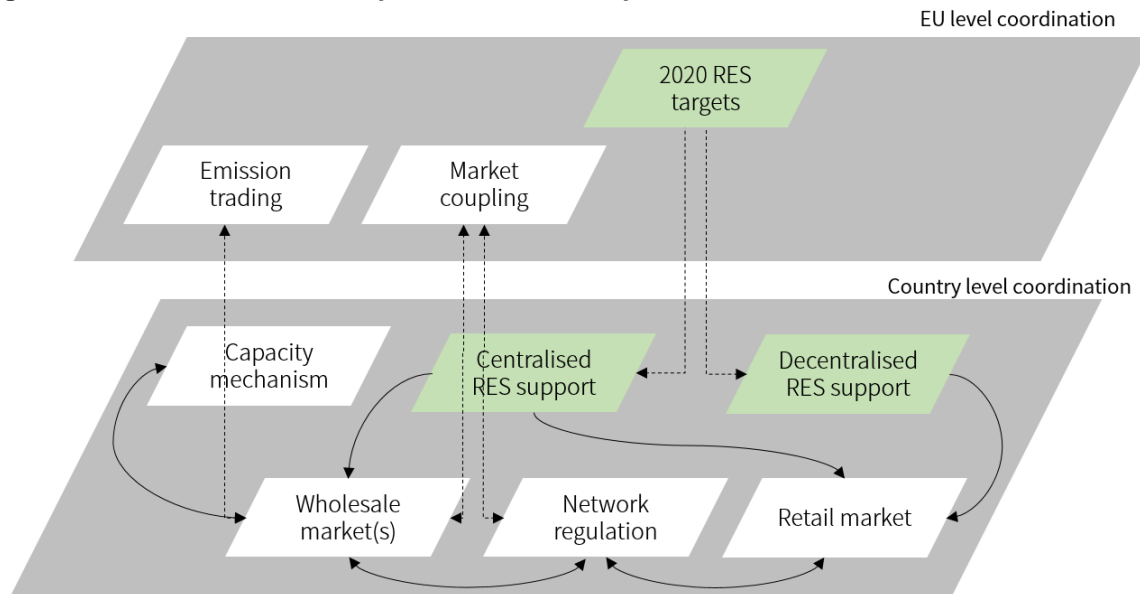 EU level coordination
2020 RES
targets
Emission
trading
Market
coupling
Country level coordination
Capacity
mechanism
Centralised
RES support
Decentralised
RES support
Wholesale
market(s)
Network
regulation
Retail market